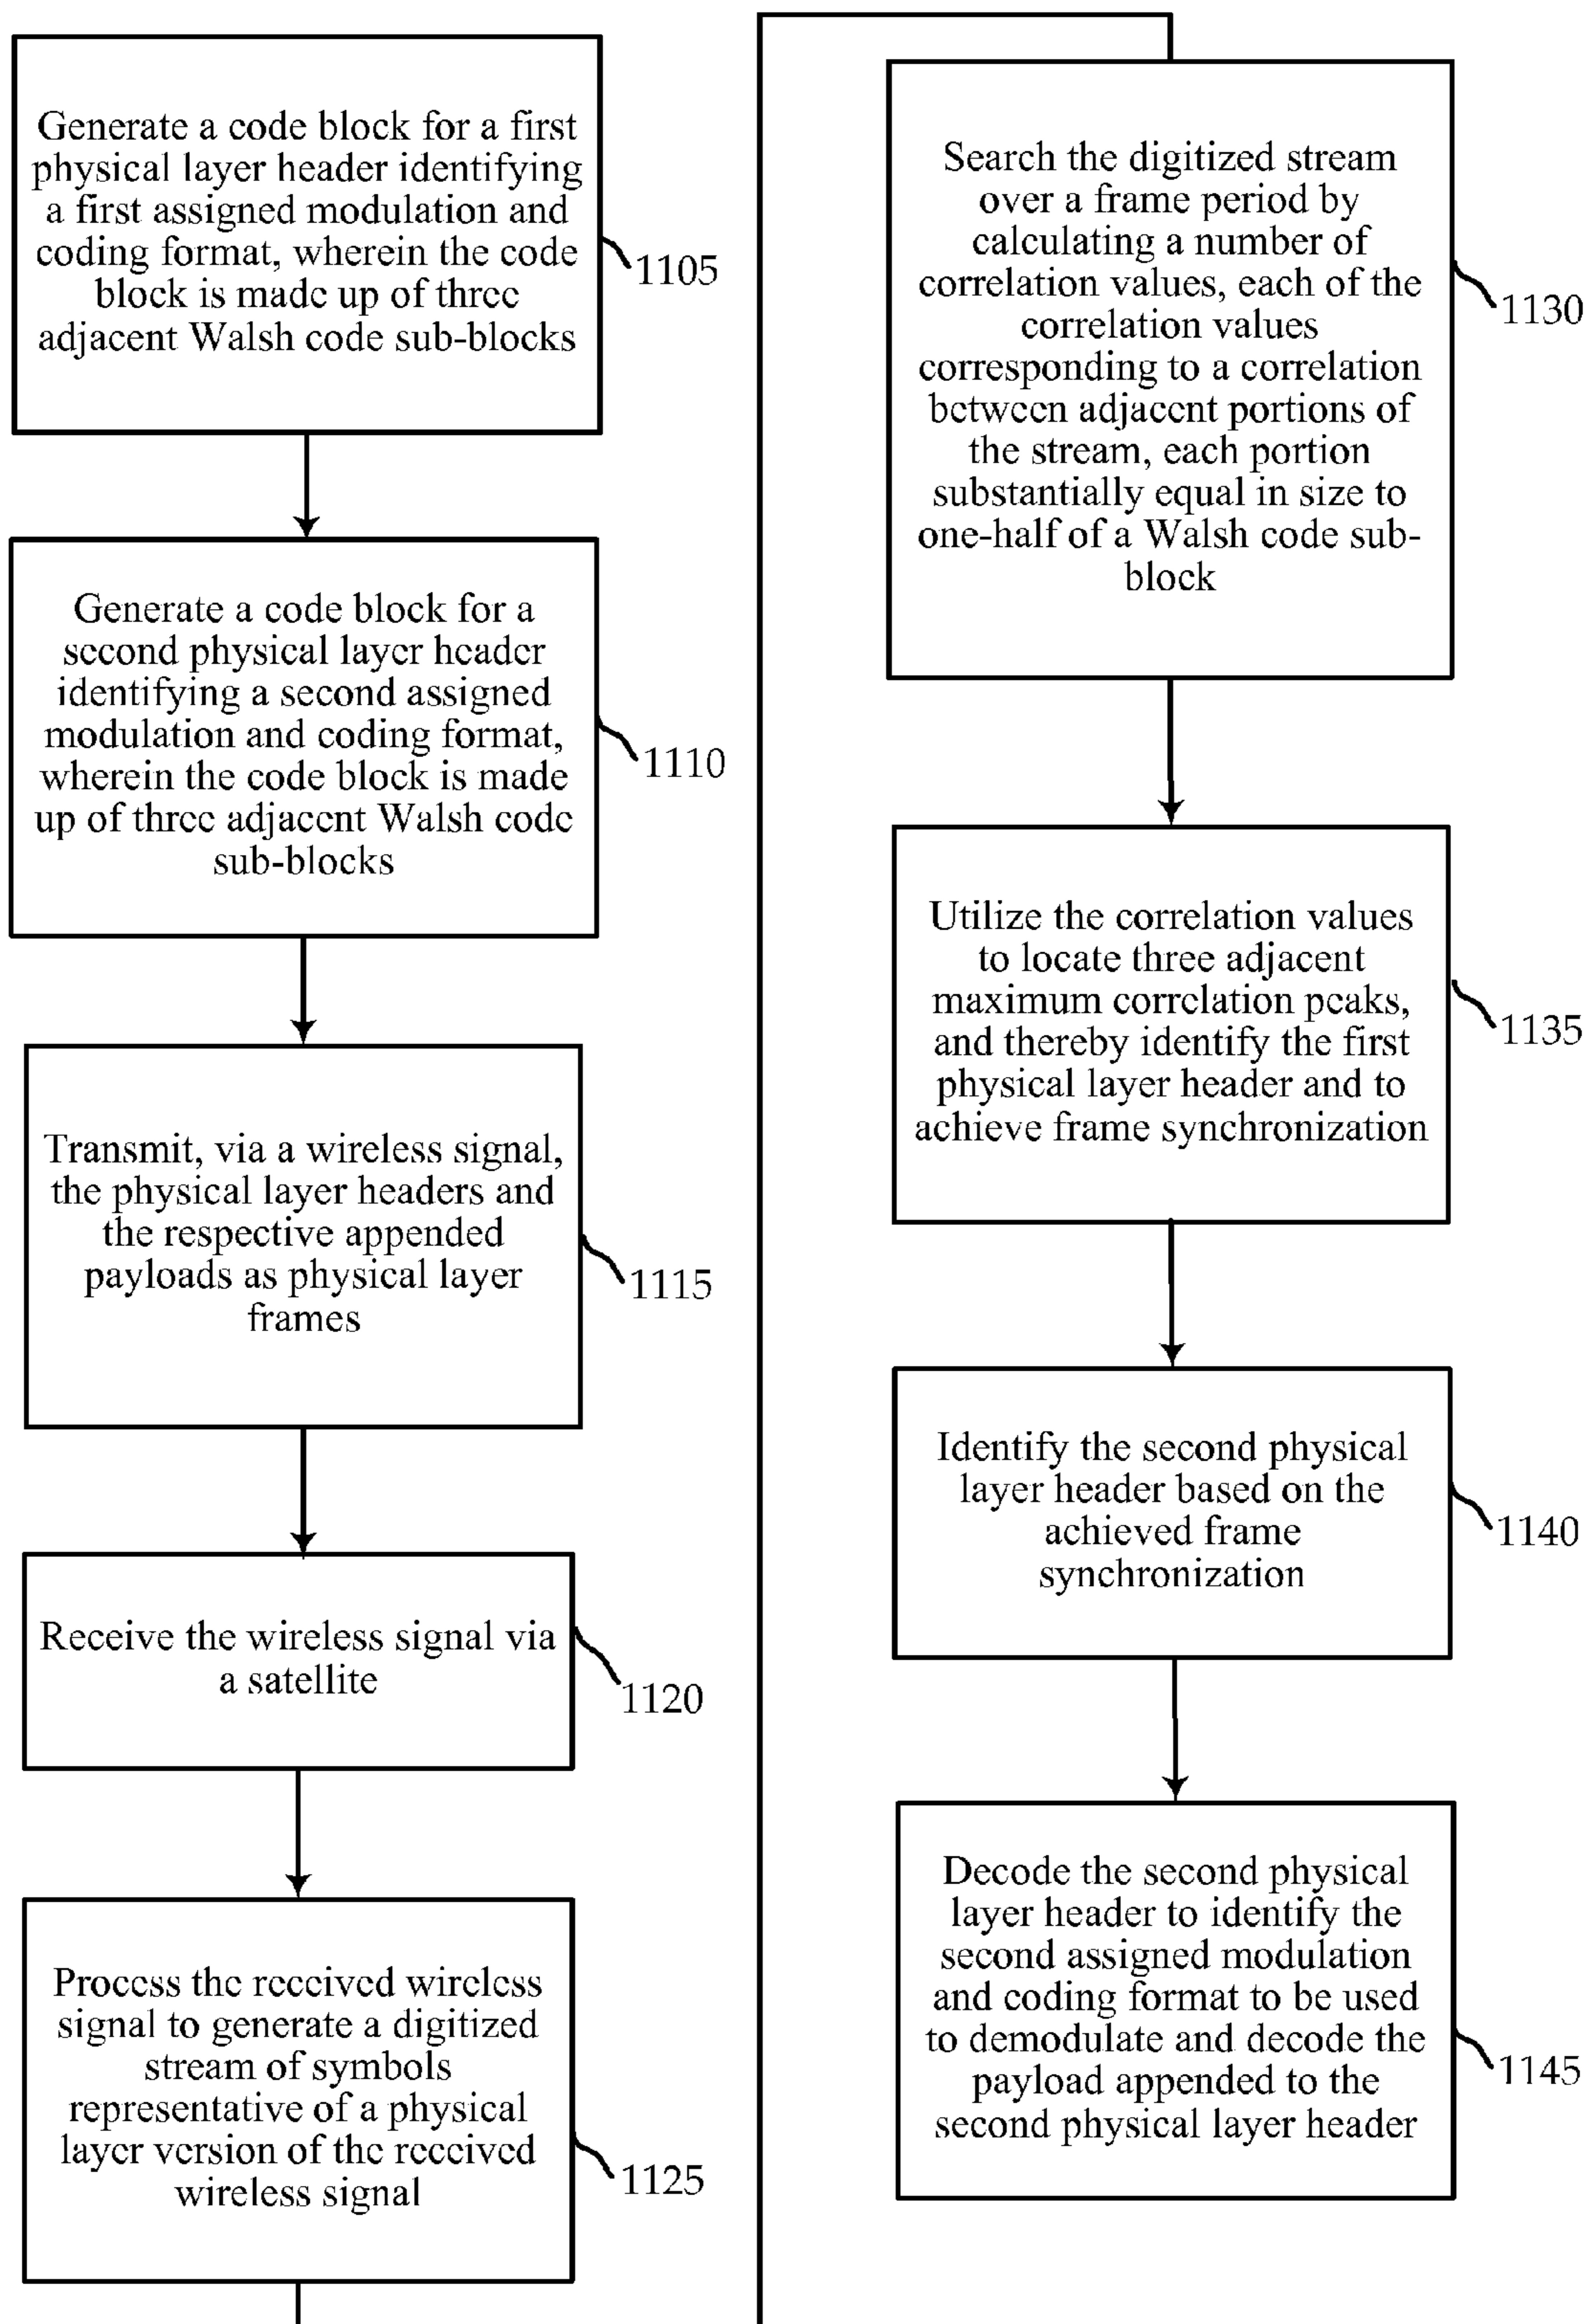 Generate a code block for a first
physical layer header identifying
a first assigned modulation and
coding format, wherein the code
block is made up of three
adjacent Walsh code sub-blocks
1105
Generate a code block for a
second physical layer header
identifying a second assigned
modulation and coding format,
wherein the code block is made
up of three adjacent Walsh code
sub-blocks
1110
Transmit, via a wireless signal,
the physical layer headers and
the respective appended
payloads as physical layer
frames
1115
Receive the wireless signal via
a satellite
1120
Process the received wireless
signal to generate a digitized
stream of symbols
representative of a physical
layer version of the received
wireless signal
1125
Search the digitized stream
over a frame period by
calculating a number of
correlation values, each of the
correlation values
corresponding to a correlation
between adjacent portions of
the stream, each portion
substantially equal in size to
one-half of a Walsh code sub-
block
1130
Utilize the correlation values
to locate three adjacent
maximum correlation peaks,
and thereby identify the first
physical layer header and to
achieve frame synchronization
1135
Identify the second physical
layer header based on the
achieved frame
synchronization
1140
Decode the second physical
layer header to identify the
second assigned modulation
and coding format to be used
to demodulate and decode the
payload appended to the
second physical layer header
1145